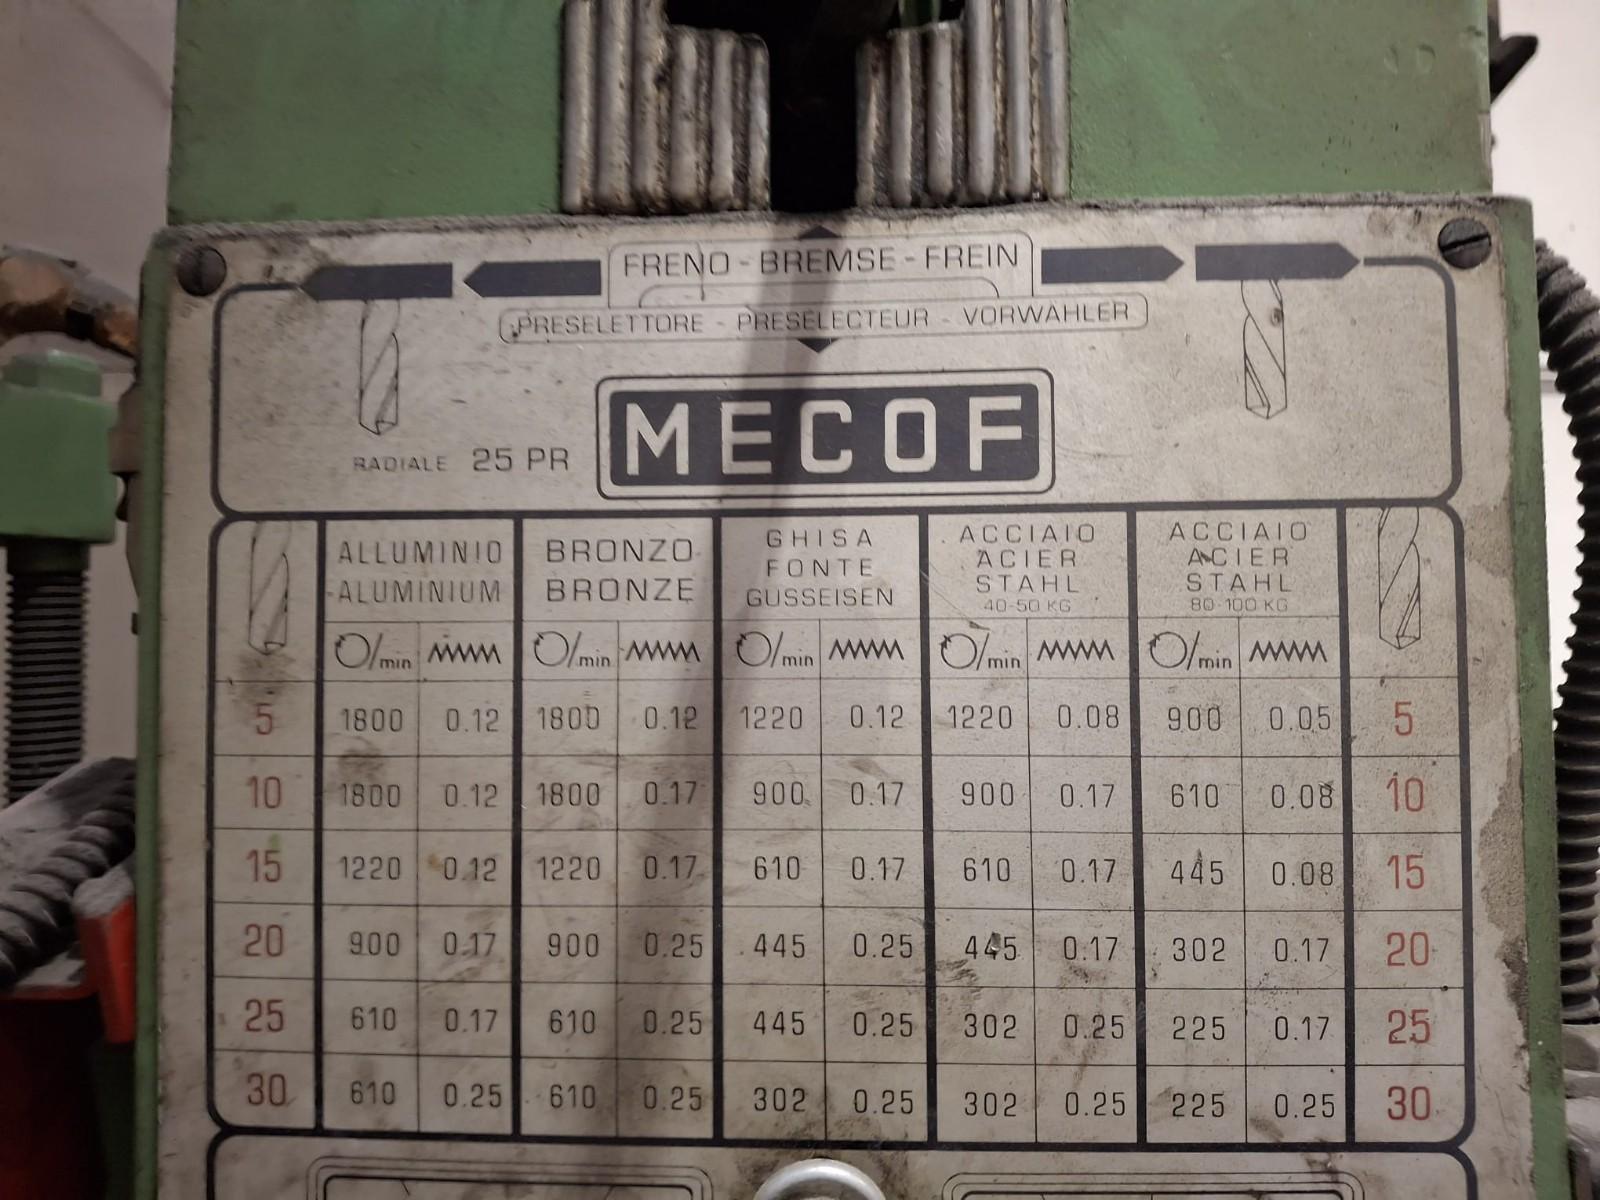 FRENO - BREMSE - FREIN
PRESELETTORE - PRESELECTEUR - VORWAHLER
RADIALE 25 PR
MECOF
ALLUMINIO
ALUMINIUM
BRONZO
BRONZE
GHISA
FONTE
GUSSEISEN
ACCIAIO
ACIER
STAHL
40-50 KG
ACCIAIO
ACIER
STAHL
80-100 KG
/min /min /min /min /min
5 1800 0.12 1800 0.12 1220 0.12 1220 0.08 900 0.05 5
10 1800 0.12 1800 0.17 900 0.17 900 0.17 610 0.08 10
15 1220 0.12 1220 0.17 610 0.17 610 0.17 445 0.08 15
20 900 0.17 900 0.25 445 0.25 445 0.17 302 0.17 20
25 610 0.17 610 0.25 445 0.25 302 0.25 225 0.17 25
30 610 0.25 610 0.25 302 0.25 302 0.25 225 0.25 30